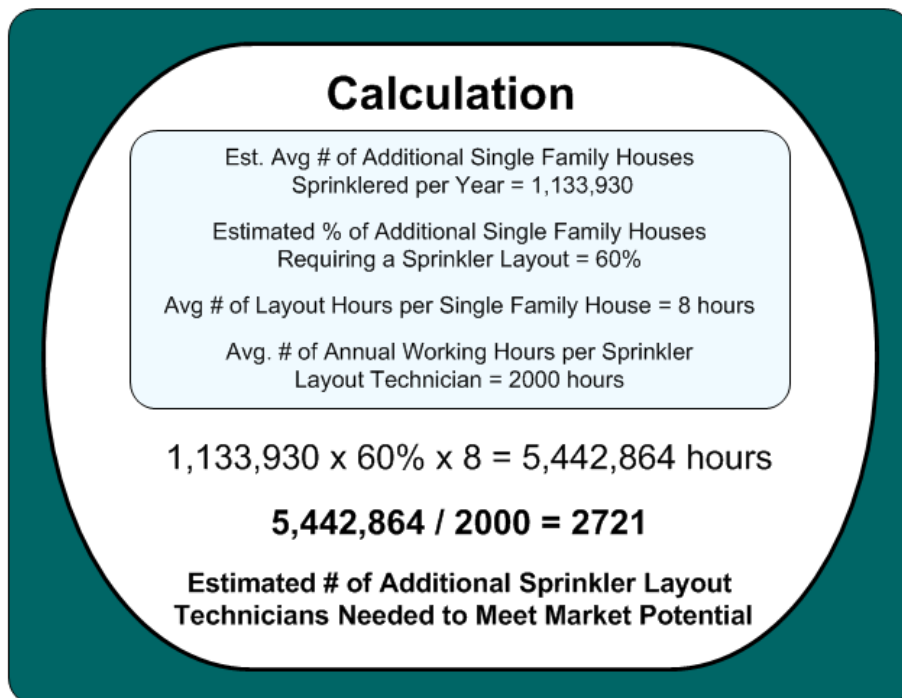 Calculation
Est. Avg # of Additional Single Family Houses
Sprinklered per Year = 1,133,930
Estimated % of Additional Single Family Houses
Requiring a Sprinkler Layout = 60%
Avg # of Layout Hours per Single Family House = 8 hours
Avg. # of Annual Working Hours per Sprinkler
Layout Technician = 2000 hours
1,133,930 x 60% x 8 = 5,442,864 hours
5,442,864 / 2000 = 2721
Estimated # of Additional Sprinkler Layout
Technicians Needed to Meet Market Potential